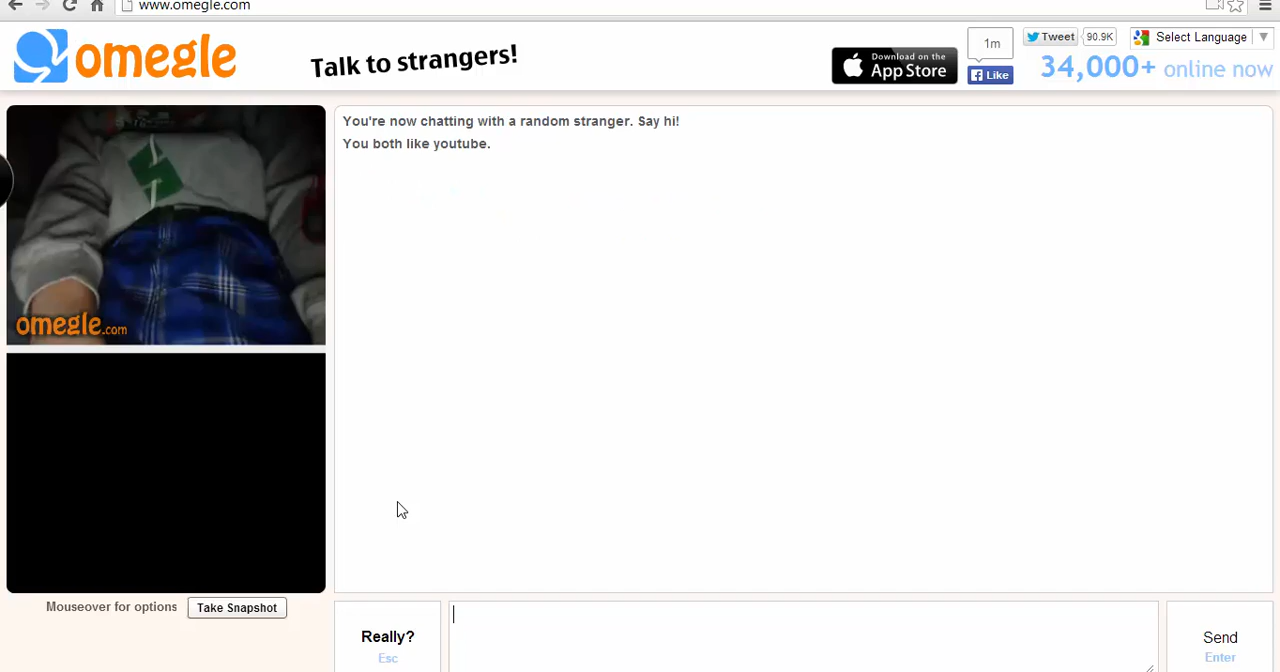 www.omegle.com
omegle
Talk to strangers!
Download on the
App Store
1m
Like
Tweet
90.9K
Select Language
34,000+ online now
You're now chatting with a random stranger. Say hi!
You both like youtube.
omegle.com
Mouseover for options
Take Snapshot
Really?
Esc
Send
Enter